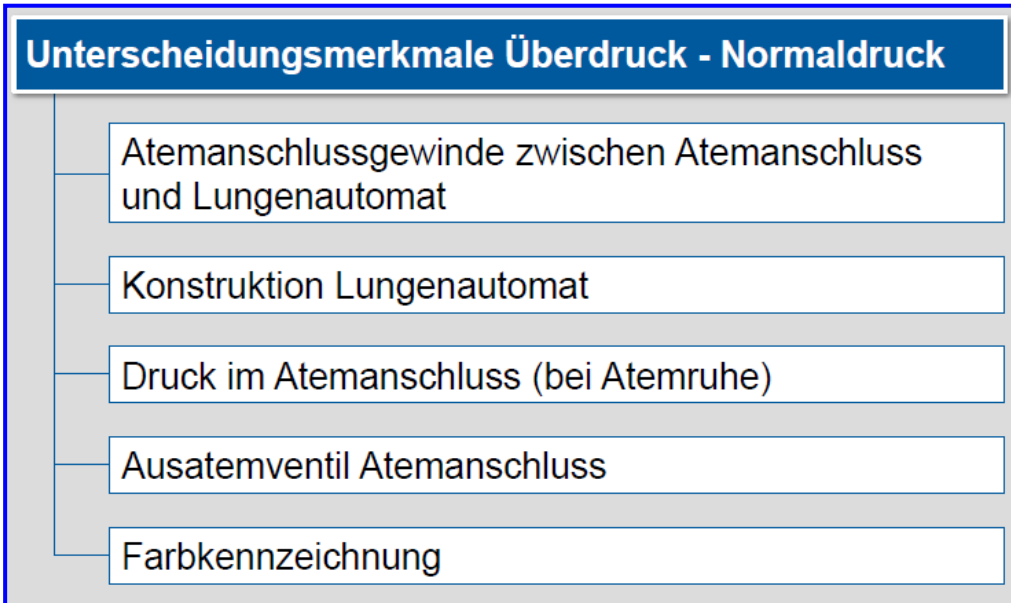 Unterscheidungsmerkmale Überdruck - Normaldruck
Atemanschlussgewinde zwischen Atemanschluss
und Lungenautomat
Konstruktion Lungenautomat
Druck im Atemanschluss (bei Atemruhe)
Ausatemventil Atemanschluss
Farbkennzeichnung